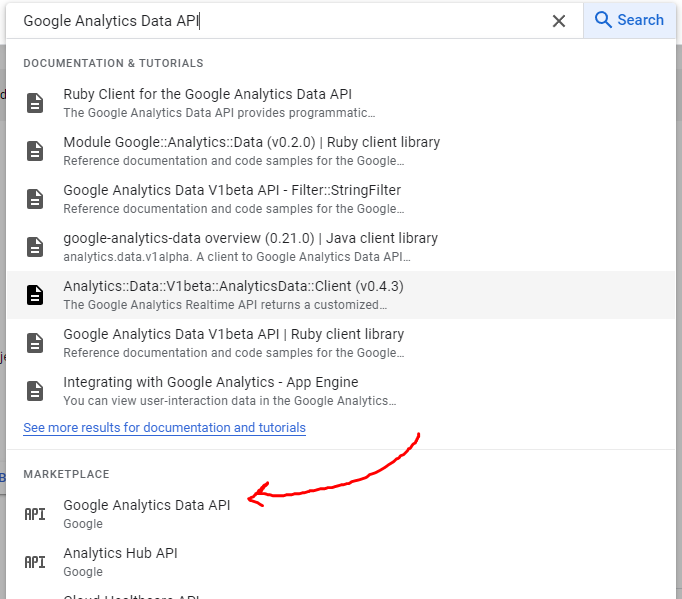 Google Analytics Data API
Search
DOCUMENTATION & TUTORIALS
Ruby Client for the Google Analytics Data API
The Google Analytics Data API provides programmatic…
Module Google::Analytics::Data (v0.2.0) | Ruby client library
Reference documentation and code samples for the Google…
Google Analytics Data V1beta API - Filter::StringFilter
Reference documentation and code samples for the Google…
google-analytics-data overview (0.21.0) | Java client library
analytics.data.v1alpha. A client to Google Analytics Data API…
Analytics::Data::V1beta::AnalyticsData::Client (v0.4.3)
The Google Analytics Realtime API returns a customized…
Google Analytics Data V1beta API | Ruby client library
Reference documentation and code samples for the Google…
Integrating with Google Analytics - App Engine
You can view user-interaction data in the Google Analytics…
See more results for documentation and tutorials
MARKETPLACE
API Google Analytics Data API
Google
API Analytics Hub API
Google
Cloud Healthcare API